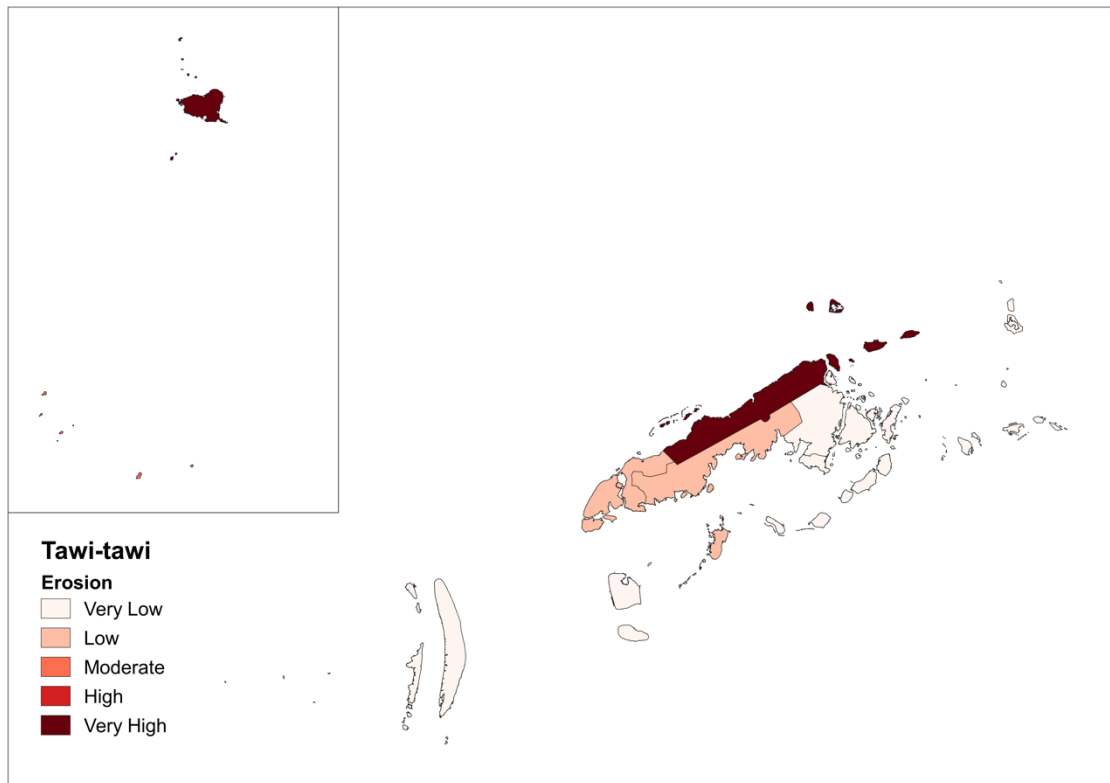 Tawi-tawi
Erosion
Very Low
Low
Moderate
High
Very High